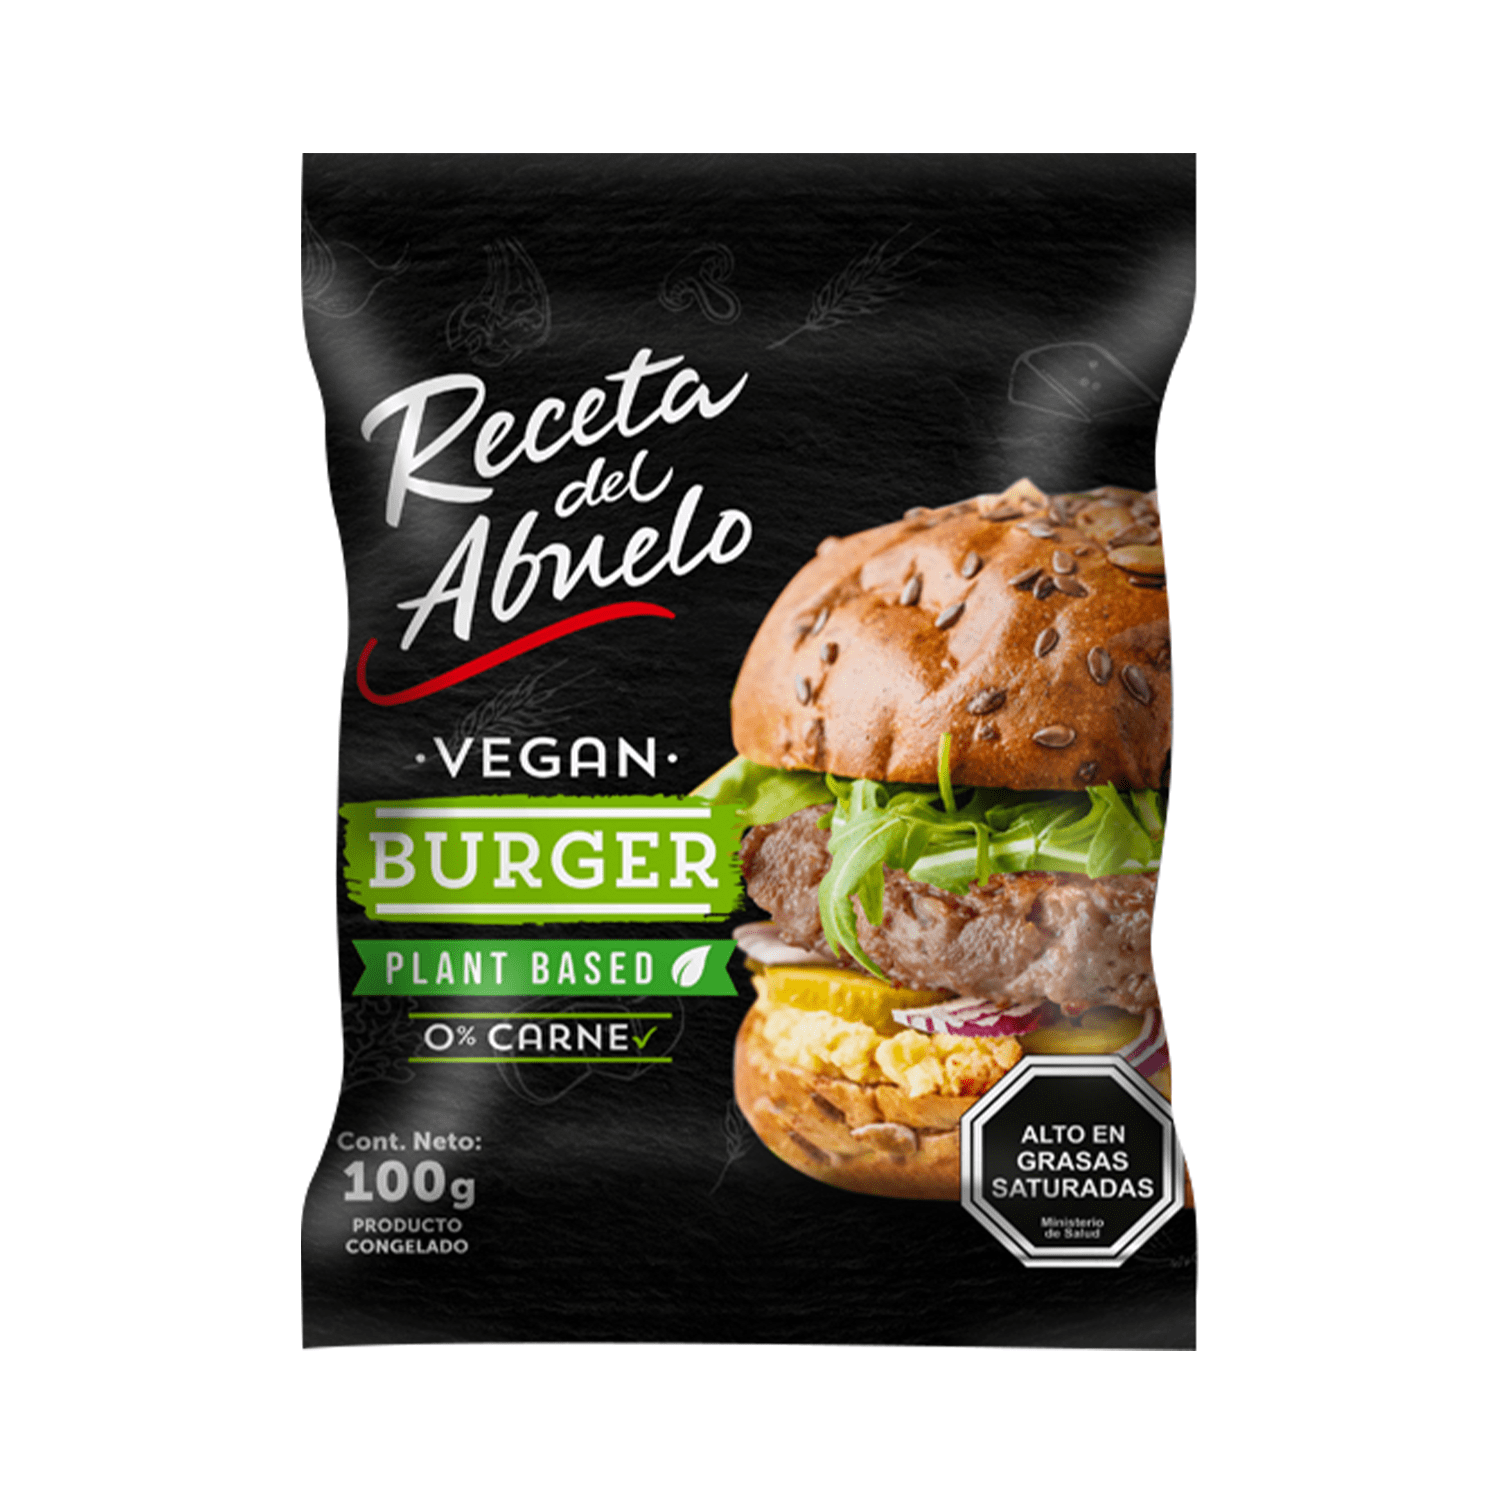 Receta
del
Abuelo
·VEGAN·
BURGER
PLANT BASED
0% CARNE
Cont. Neto:
100g
PRODUCTO
CONGELADO
ALTO EN
GRASAS
SATURADAS
Ministerio
de Salud